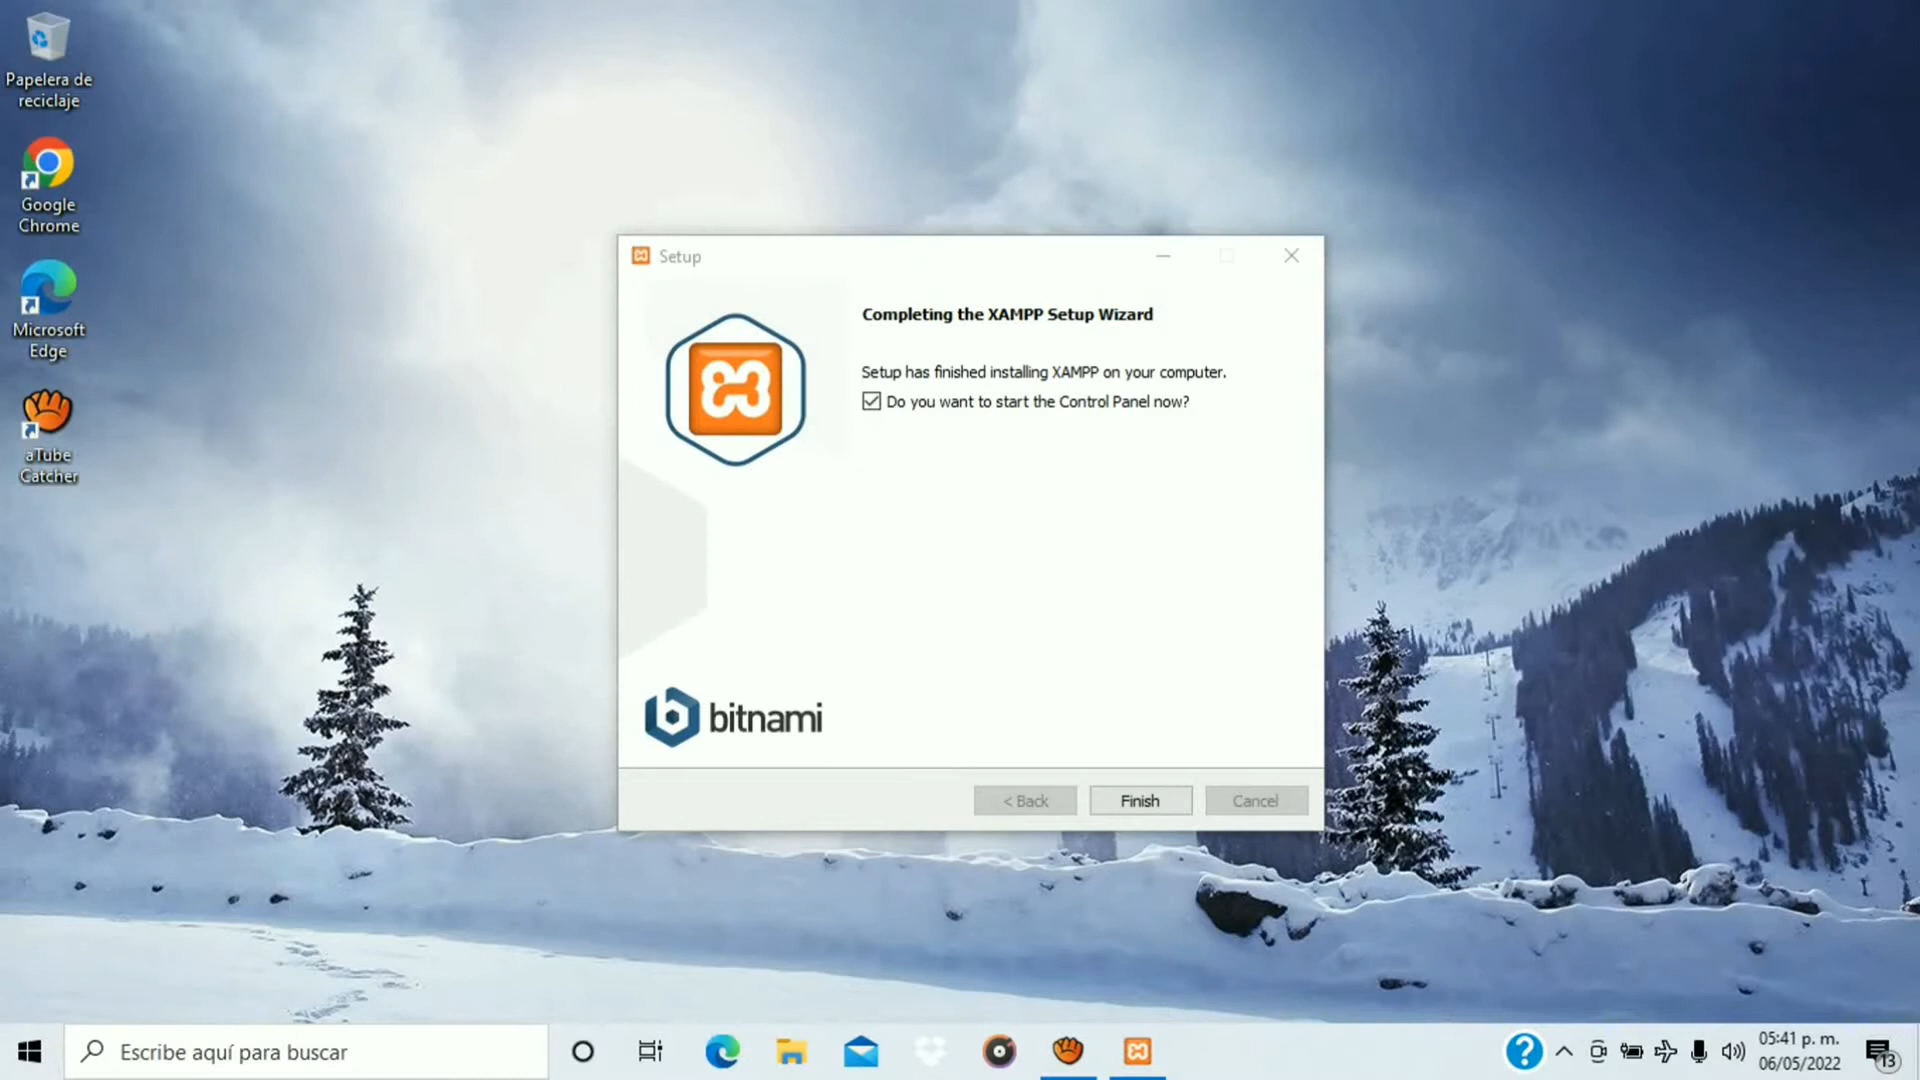 Papelera de
reciclaje
Google
Chrome
Microsoft
Edge
aTube
Catcher
Setup
Completing the XAMPP Setup Wizard
Setup has finished installing XAMPP on your computer.
Do you want to start the Control Panel now?
bitnami
< Back
Finish
Cancel
Escribe aquí para buscar
05:41 p. m.
06/05/2022
13